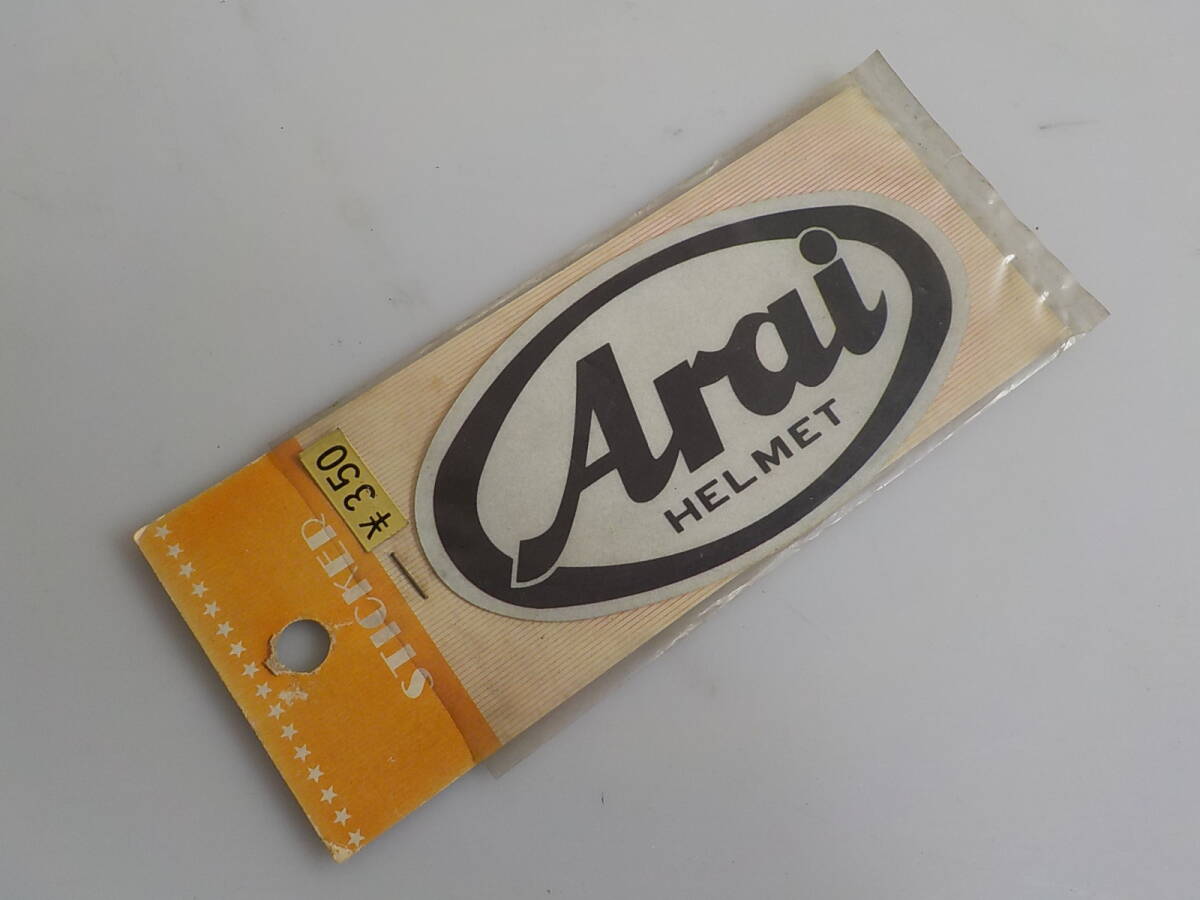 STICKER
¥350
Arai
HELMET